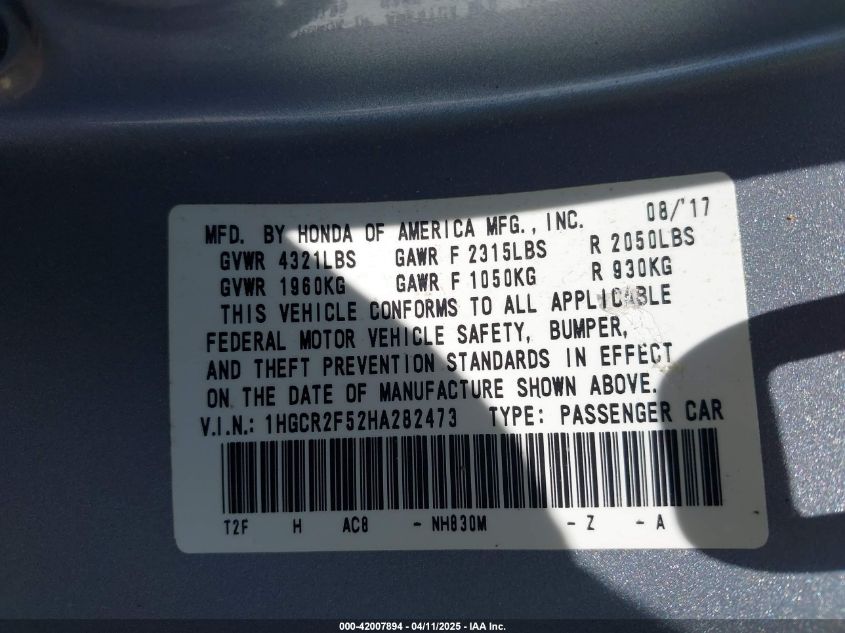 MFD. BY HONDA OF AMERICA MFG., INC. 08/'17
GVWR 4321LBS GAWR F 2315LBS R 2050LBS
GVWR 1960KG GAWR F 1050KG R 930KG
THIS VEHICLE CONFORMS TO ALL APPLICABLE
FEDERAL MOTOR VEHICLE SAFETY, BUMPER,
AND THEFT PREVENTION STANDARDS IN EFFECT
ON THE DATE OF MANUFACTURE SHOWN ABOVE.
V.I.N.: 1HGCR2F52HA282473 TYPE: PASSENGER CAR
T2F H AC8 - NH830M - Z - A
000-42007894 - 04/11/2025 - IAA Inc.